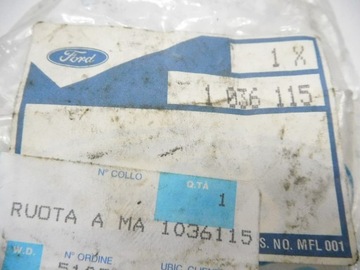 Ford
1 X
1 036 115
N° COLLO
Q.TÀ
1
RUOTA A MA 1036115
S. NO. MFL 001
W.D.
N° ORDINE